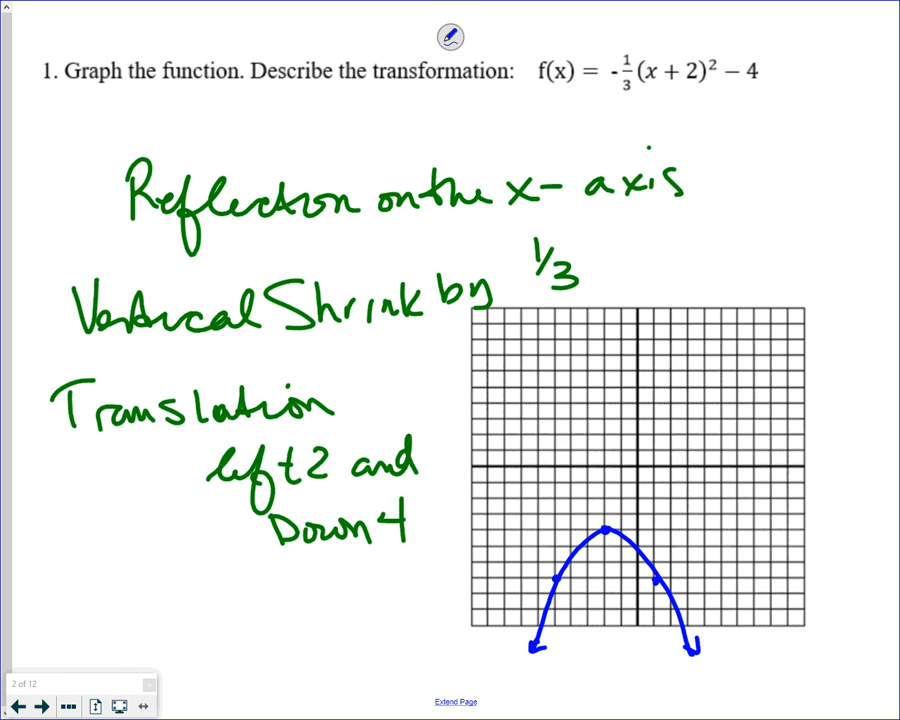 1. Graph the function. Describe the transformation: f(x) = -1/3(x + 2)² − 4
Reflection on the x- axis
Vertical Shrink by 1/3
Translation
left 2 and
Down 4
2 of 12
Extend Page